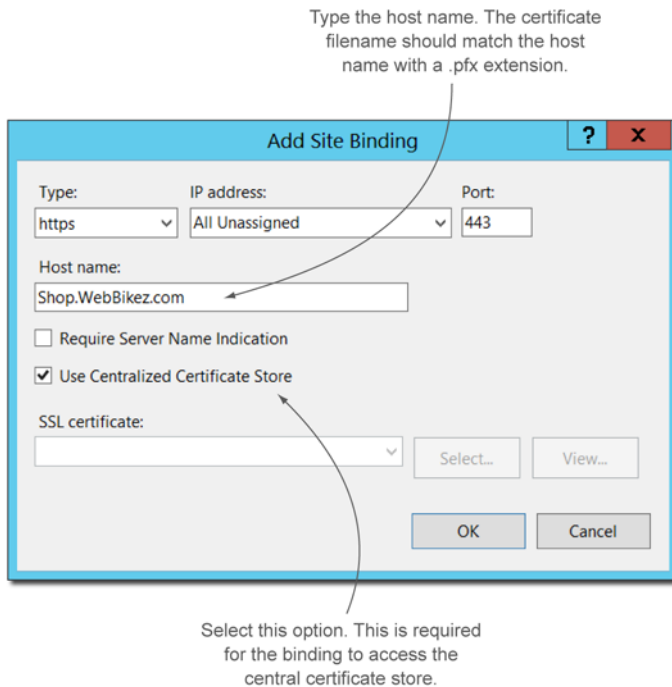 Type the host name. The certificate
filename should match the host
name with a .pfx extension.
Add Site Binding
? x
Type: IP address: Port:
https All Unassigned 443
Host name:
Shop.WebBikez.com
Require Server Name Indication
Use Centralized Certificate Store
SSL certificate:
Select... View...
OK Cancel
Select this option. This is required
for the binding to access the
central certificate store.